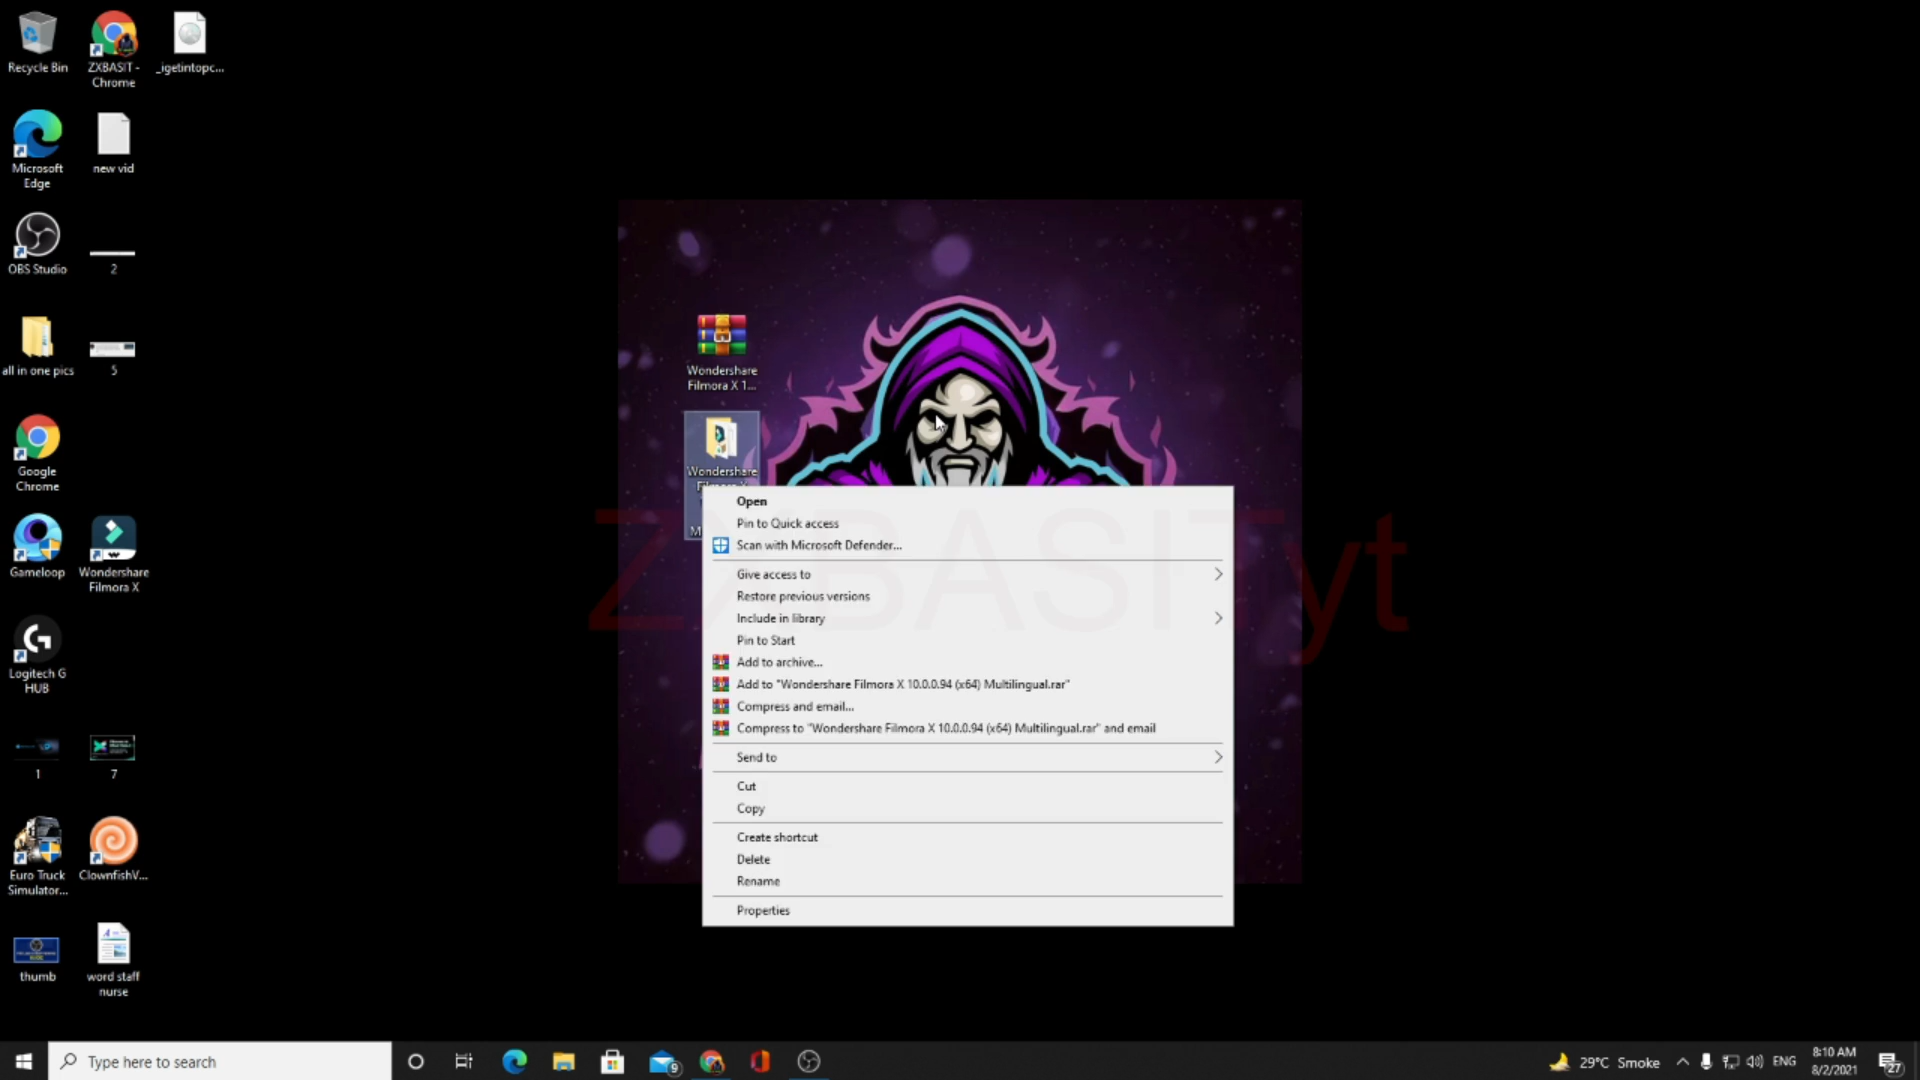 Recycle Bin
ZXBASIT -
Chrome
_igetintopc...
Microsoft
Edge
new vid
OBS Studio
2
all in one pics
5
Google
Chrome
Gameloop
Wondershare
Filmora X
Logitech G
HUB
1
7
Euro Truck
Simulator...
ClownfishV...
thumb
word staff
nurse
Wondershare
Filmora X 1...
Wondershare
Filmora X
M
ZXBASITyt
Open
Pin to Quick access
Scan with Microsoft Defender...
Give access to
Restore previous versions
Include in library
Pin to Start
Add to archive...
Add to "Wondershare Filmora X 10.0.0.94 (x64) Multilingual.rar"
Compress and email...
Compress to "Wondershare Filmora X 10.0.0.94 (x64) Multilingual.rar" and email
Send to
Cut
Copy
Create shortcut
Delete
Rename
Properties
Type here to search
9
29°C Smoke
ENG
8:10 AM
8/2/2021
27